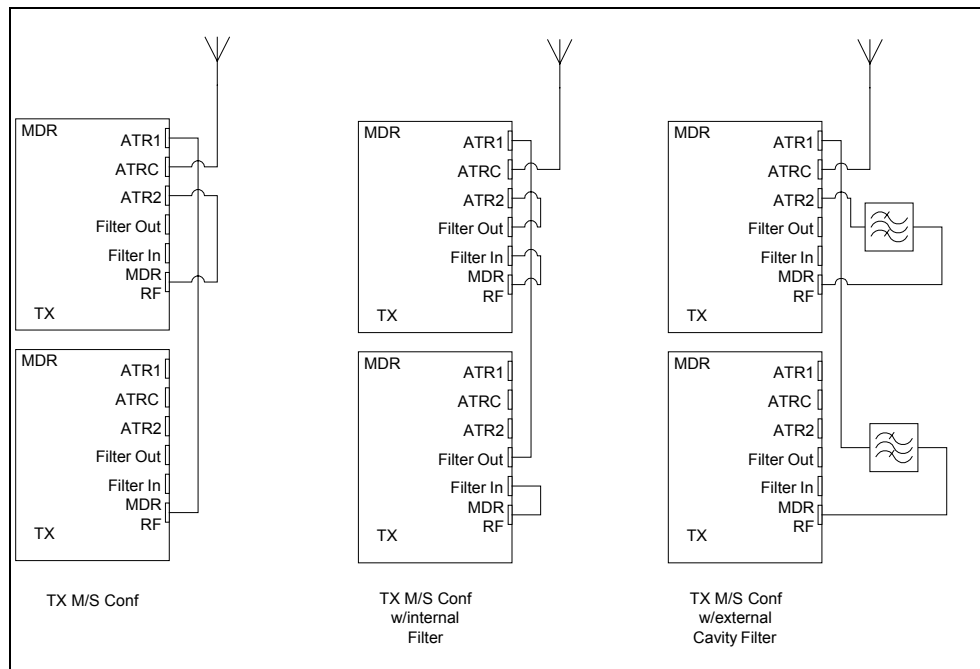 MDR
ATR1
ATRC
ATR2
Filter Out
Filter In
MDR
RF
TX
MDR
ATR1
ATRC
ATR2
Filter Out
Filter In
MDR
RF
TX
TX M/S Conf
MDR
ATR1
ATRC
ATR2
Filter Out
Filter In
MDR
RF
TX
MDR
ATR1
ATRC
ATR2
Filter Out
Filter In
MDR
RF
TX
TX M/S Conf
w/internal
Filter
MDR
ATR1
ATRC
ATR2
Filter Out
Filter In
MDR
RF
TX
MDR
ATR1
ATRC
ATR2
Filter Out
Filter In
MDR
RF
TX
TX M/S Conf
w/external
Cavity Filter